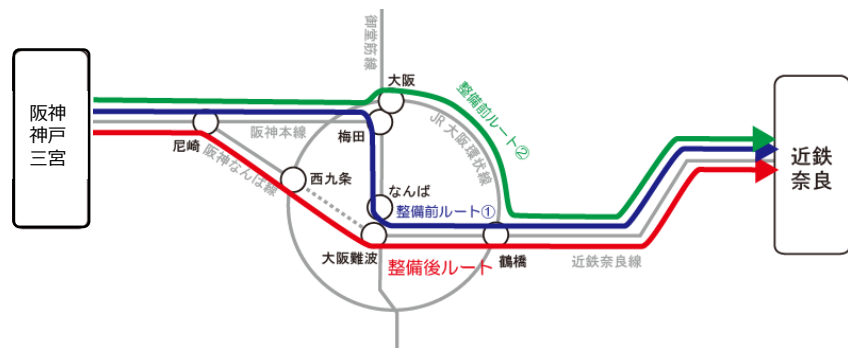 御堂筋線
大阪
整備前ルート②
阪神
神戸
三宮
阪神本線
梅田
JR大阪環状線
尼崎
阪神なんば線
西九条
なんば
整備前ルート①
近鉄
奈良
大阪難波
整備後ルート
鶴橋
近鉄奈良線